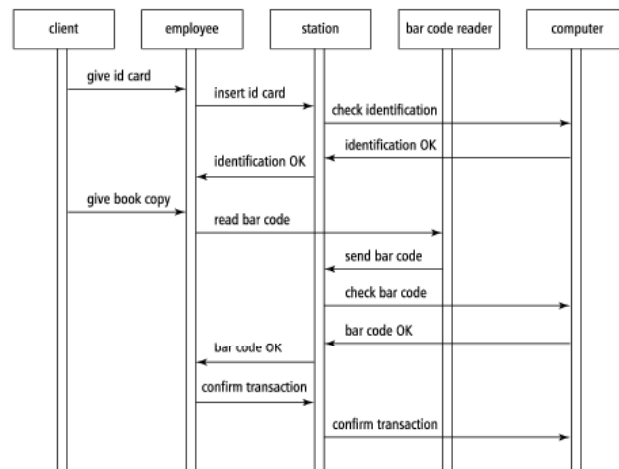 client employee station bar code reader computer
give id card
insert id card
check identification
identification OK
identification OK
give book copy
read bar code
send bar code
check bar code
bar code OK
bar code OK
confirm transaction
confirm transaction